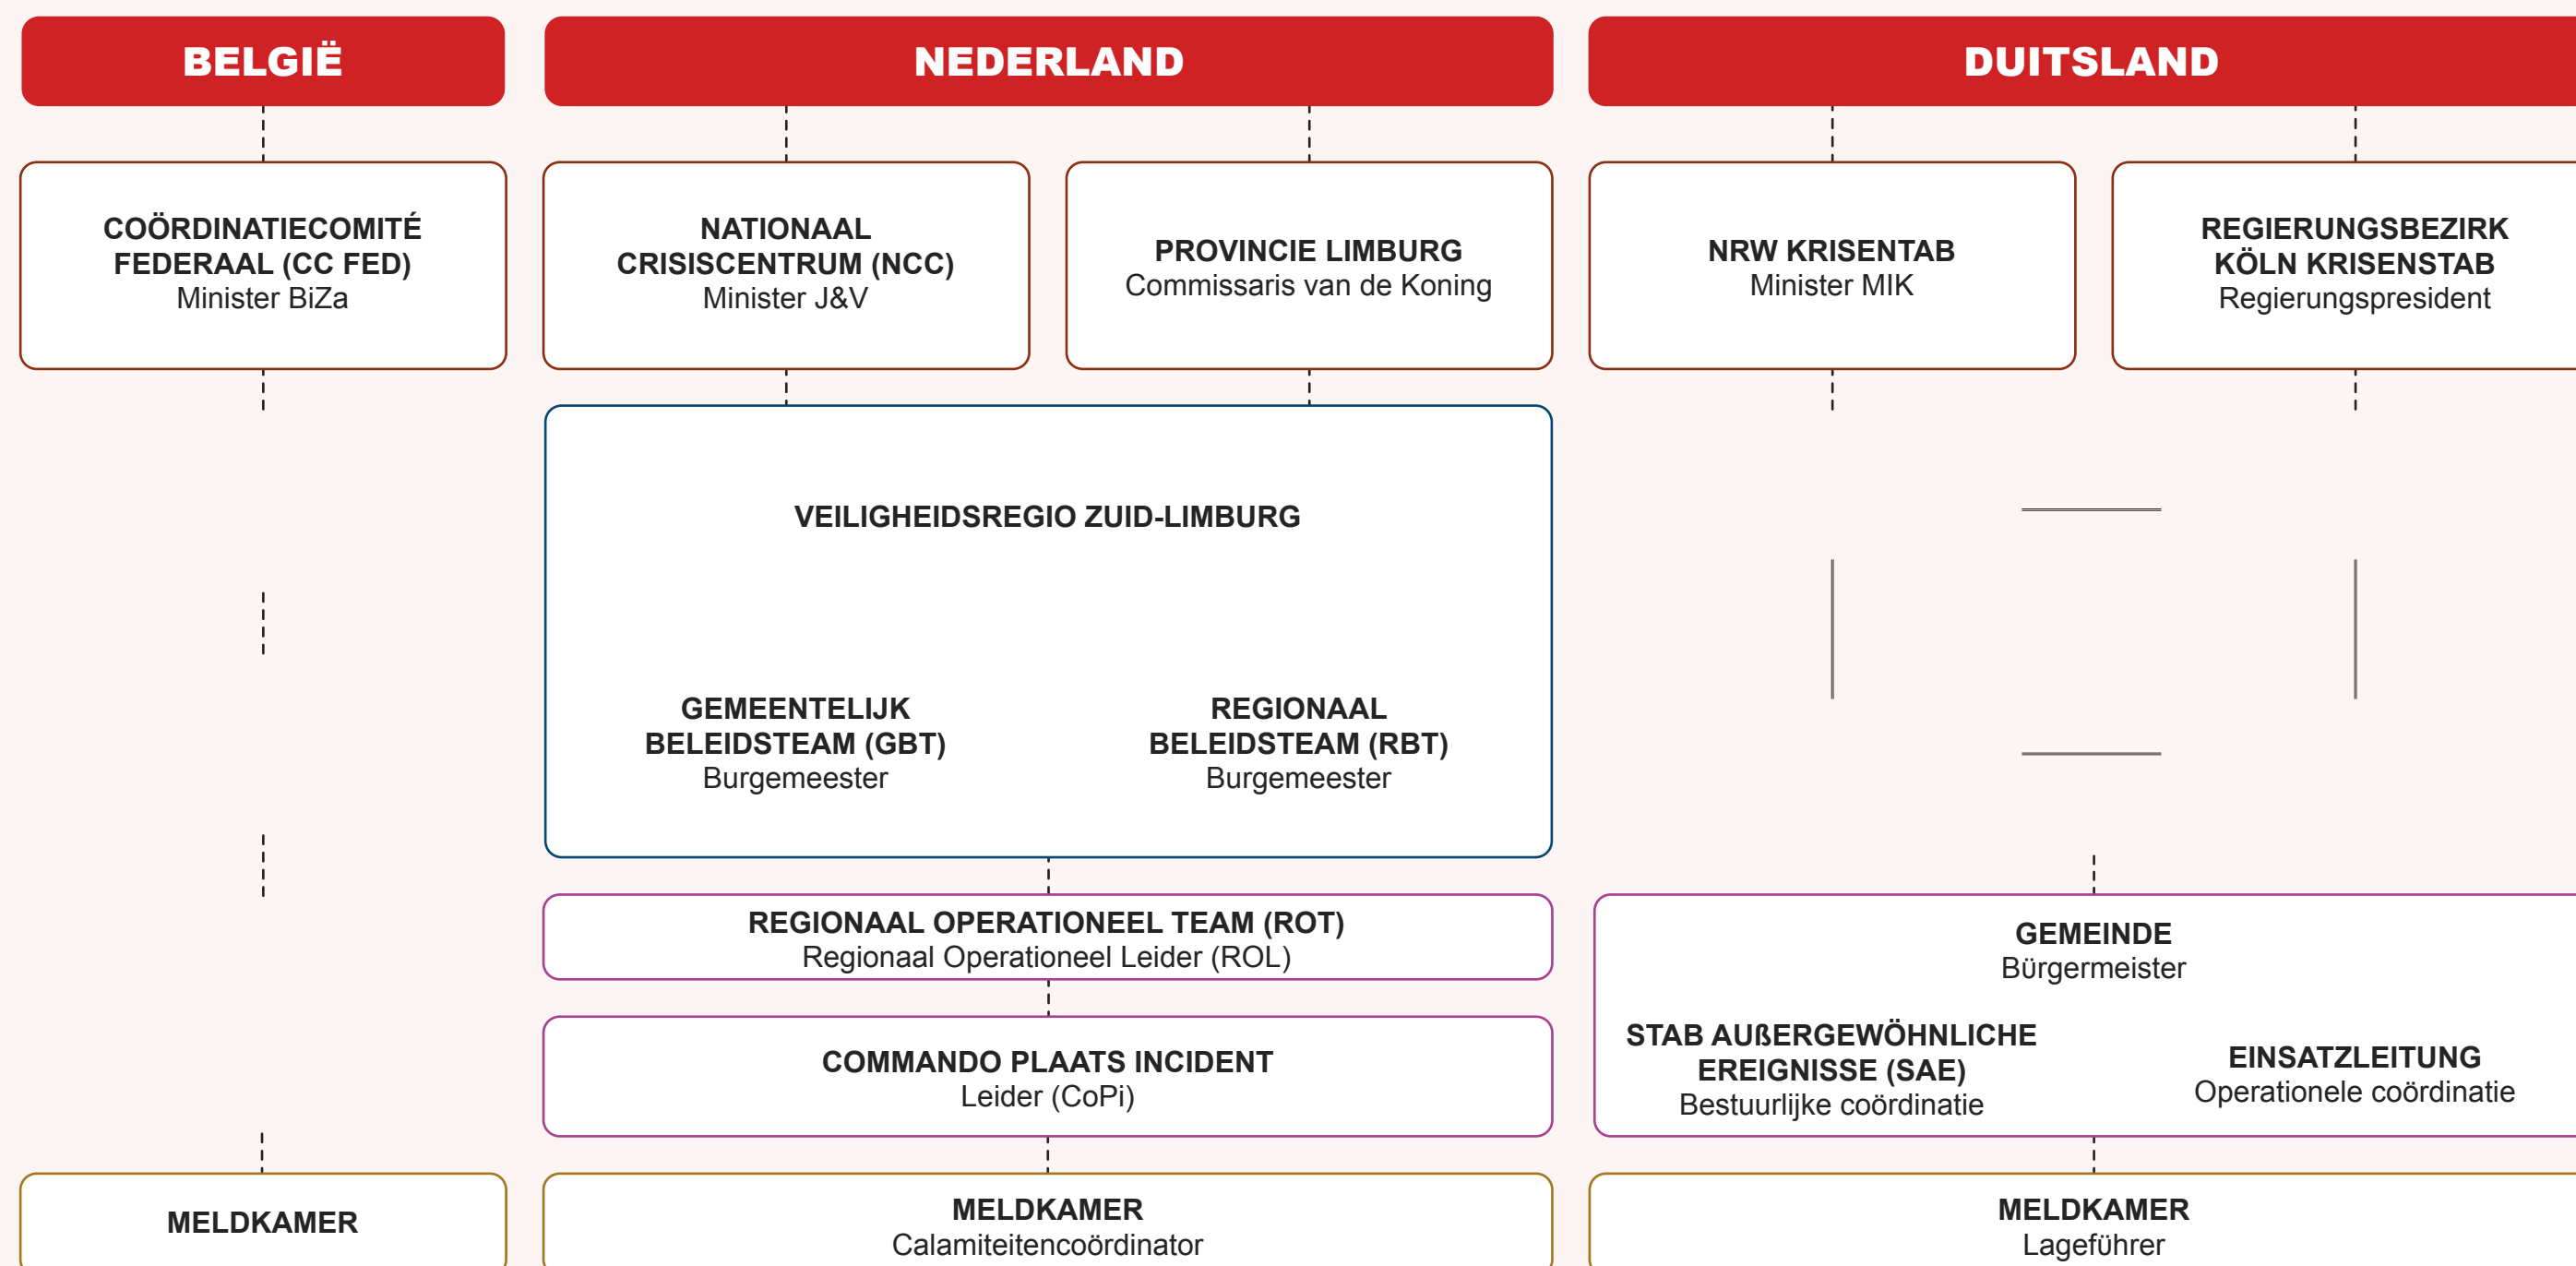 BELGIË
NEDERLAND
DUITSLAND
COÖRDINATIECOMITÉ
FEDERAAL (CC FED)
Minister BiZa
NATIONAAL
CRISISCENTRUM (NCC)
Minister J&V
PROVINCIE LIMBURG
Commissaris van de Koning
NRW KRISENTAB
Minister MIK
REGIERUNGSBEZIRK
KÖLN KRISENSTAB
Regierungspresident
VEILIGHEIDSREGIO ZUID-LIMBURG
GEMEENTELIJK
BELEIDSTEAM (GBT)
Burgemeester
REGIONAAL
BELEIDSTEAM (RBT)
Burgemeester
REGIONAAL OPERATIONEEL TEAM (ROT)
Regionaal Operationeel Leider (ROL)
COMMANDO PLAATS INCIDENT
Leider (CoPi)
GEMEINDE
Bürgermeister
STAB AUßERGEWÖHNLICHE
EREIGNISSE (SAE)
Bestuurlijke coördinatie
EINSATZLEITUNG
Operationele coördinatie
MELDKAMER
MELDKAMER
Calamiteitencoördinator
MELDKAMER
Lageführer